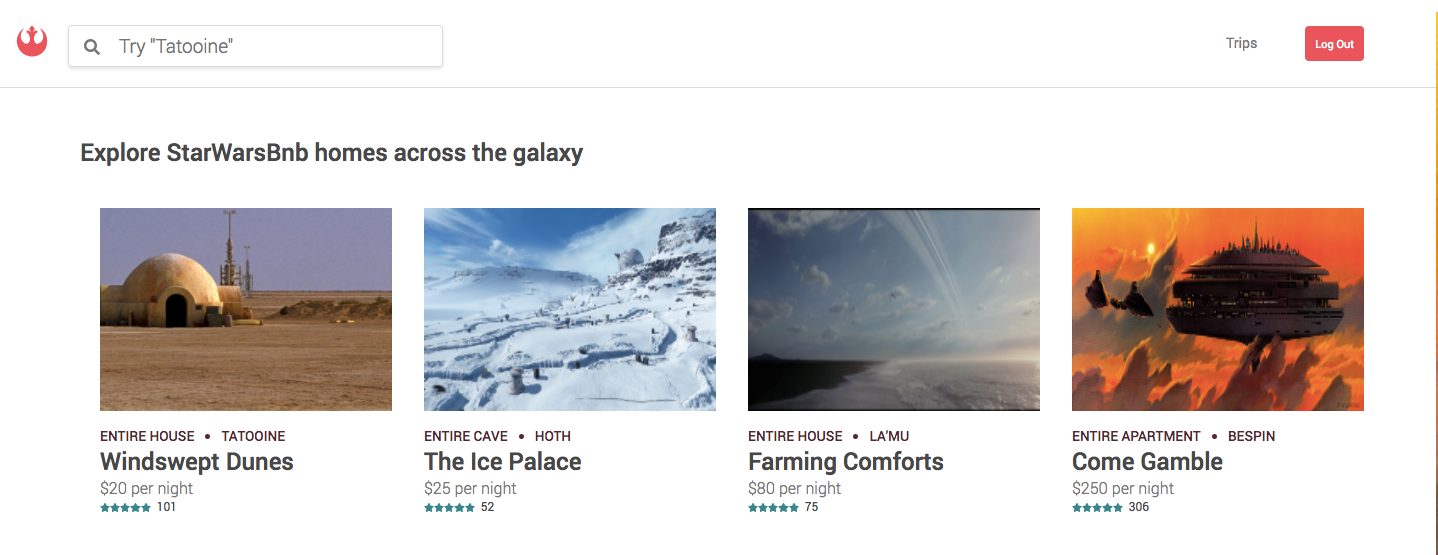 Try "Tatooine"
Trips
Log Out
Explore StarWarsBnb homes across the galaxy
ENTIRE HOUSE • TATOOINE
Windswept Dunes
$20 per night
101
ENTIRE CAVE • HOTH
The Ice Palace
$25 per night
52
ENTIRE HOUSE • LA'MU
Farming Comforts
$80 per night
75
ENTIRE APARTMENT • BESPIN
Come Gamble
$250 per night
306